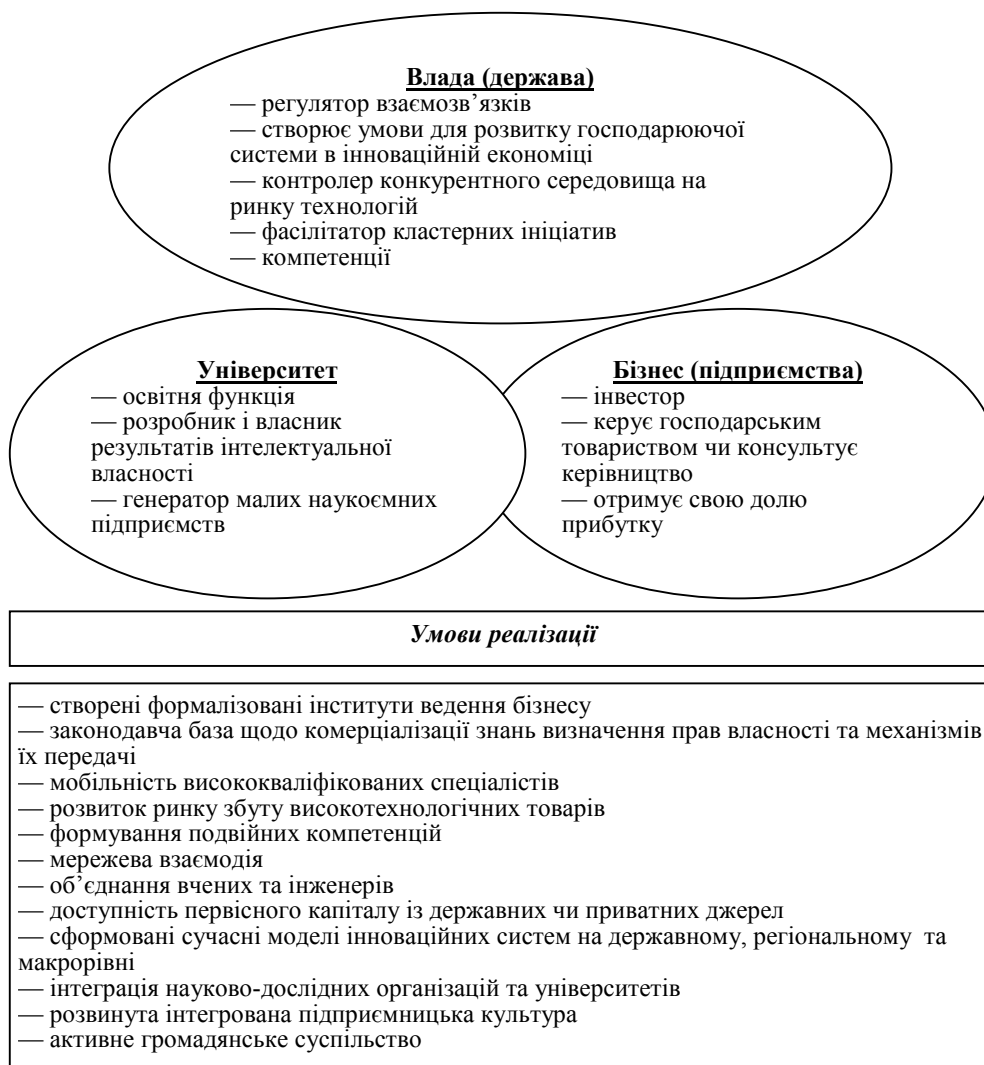 Влада (держава)
— регулятор взаємозв’язків
— створює умови для розвитку господарюючої
системи в інноваційній економіці
— контролер конкурентного середовища на
ринку технологій
— фасілітатор кластерних ініціатив
— компетенції
Університет
— освітня функція
— розробник і власник
результатів інтелектуальної
власності
— генератор малих наукоємних
підприємств
Бізнес (підприємства)
— інвестор
— керує господарським
товариством чи консультує
керівництво
— отримує свою долю
прибутку
Умови реалізації
— створені формалізовані інститути ведення бізнесу
— законодавча база щодо комерціалізації знань визначення прав власності та механізмів
їх передачі
— мобільність висококваліфікованих спеціалістів
— розвиток ринку збуту високотехнологічних товарів
— формування подвійних компетенцій
— мережева взаємодія
— об’єднання вчених та інженерів
— доступність первісного капіталу із державних чи приватних джерел
— сформовані сучасні моделі інноваційних систем на державному, регіональному та
макрорівні
— інтеграція науково-дослідних організацій та університетів
— розвинута інтегрована підприємницька культура
— активне громадянське суспільство